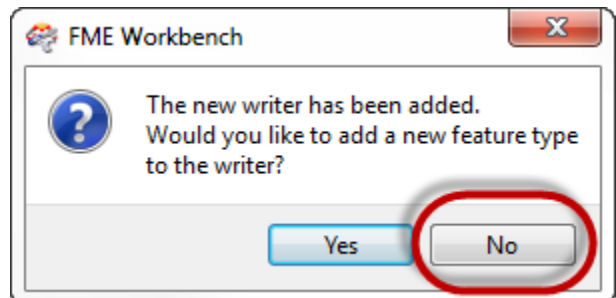 FME Workbench
The new writer has been added.
Would you like to add a new feature type
to the writer?
Yes
No